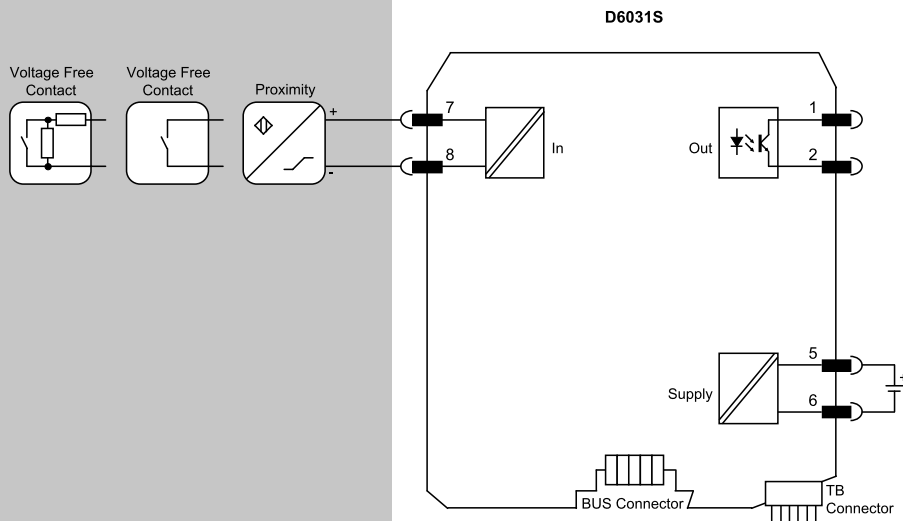 D6031S
Voltage Free
Contact
Voltage Free
Contact
Proximity
+
-
7
8
In
Out
1
2
Supply
5
6
+
BUS Connector
TB
Connector